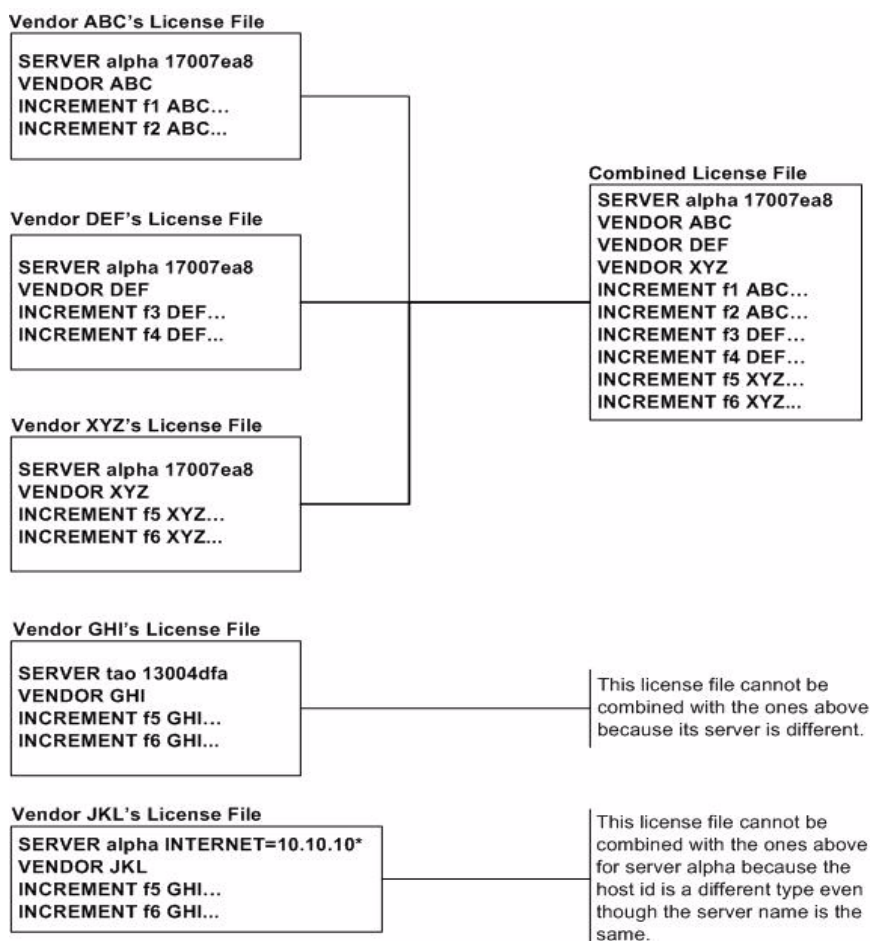 Vendor ABC's License File
SERVER alpha 17007ea8
VENDOR ABC
INCREMENT f1 ABC...
INCREMENT f2 ABC...
Vendor DEF's License File
SERVER alpha 17007ea8
VENDOR DEF
INCREMENT f3 DEF...
INCREMENT f4 DEF...
Vendor XYZ's License File
SERVER alpha 17007ea8
VENDOR XYZ
INCREMENT f5 XYZ...
INCREMENT f6 XYZ...
Combined License File
SERVER alpha 17007ea8
VENDOR ABC
VENDOR DEF
VENDOR XYZ
INCREMENT f1 ABC...
INCREMENT f2 ABC...
INCREMENT f3 DEF...
INCREMENT f4 DEF...
INCREMENT f5 XYZ...
INCREMENT f6 XYZ...
Vendor GHI's License File
SERVER tao 13004dfa
VENDOR GHI
INCREMENT f5 GHI...
INCREMENT f6 GHI...
This license file cannot be
combined with the ones above
because its server is different.
Vendor JKL's License File
SERVER alpha INTERNET=10.10.10*
VENDOR JKL
INCREMENT f5 GHI...
INCREMENT f6 GHI...
This license file cannot be
combined with the ones above
for server alpha because the
host id is a different type even
though the server name is the
same.